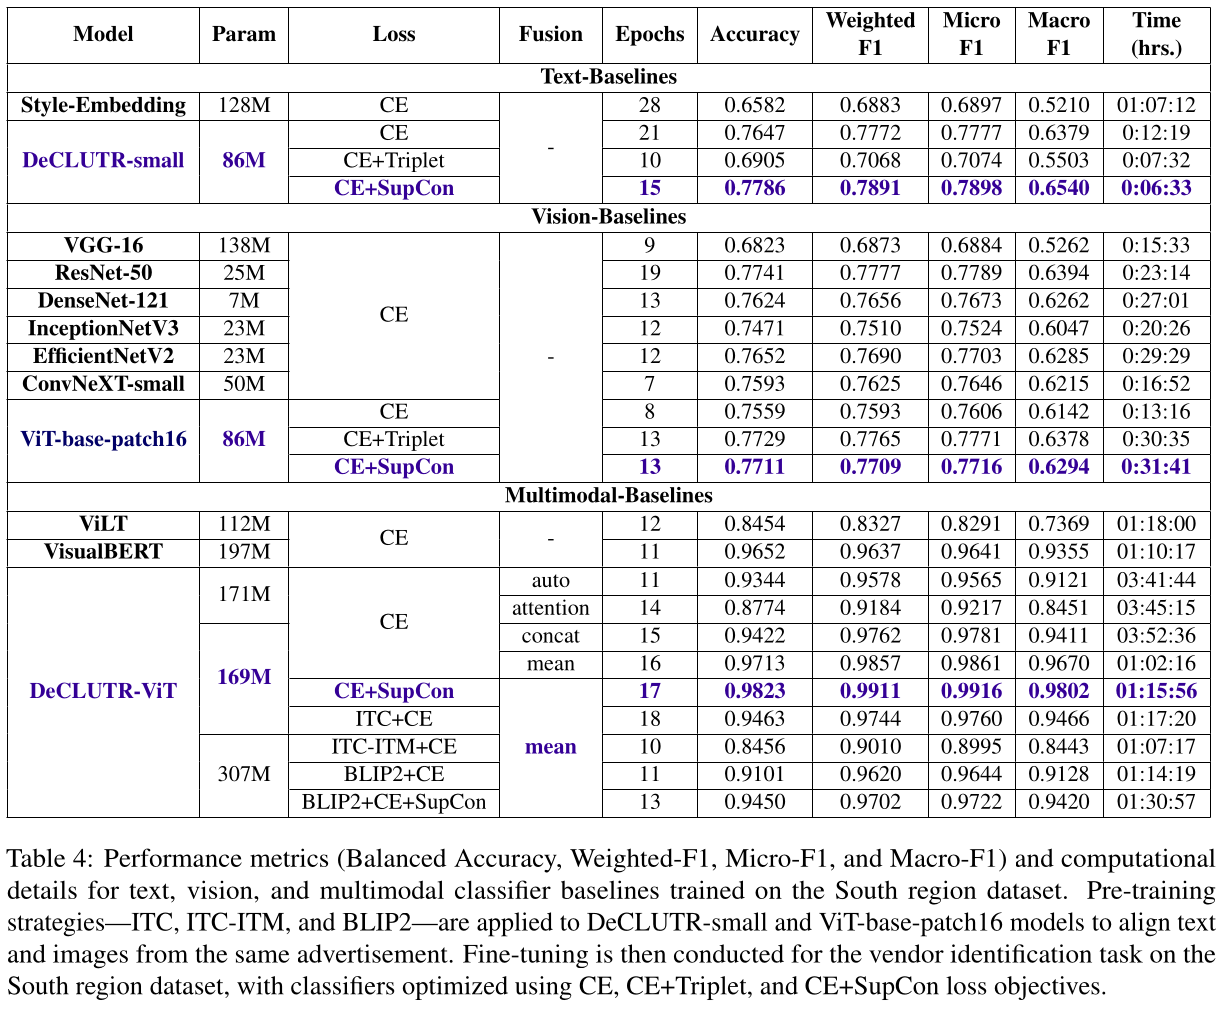 Model Param Loss Fusion Epochs Accuracy Weighted F1 Micro F1 Macro F1 Time (hrs.)
Text-Baselines
Style-Embedding 128M CE - 28 0.6582 0.6883 0.6897 0.5210 01:07:12
DeCLUTR-small 86M CE 21 0.7647 0.7772 0.7777 0.6379 0:12:19
CE+Triplet 10 0.6905 0.7068 0.7074 0.5503 0:07:32
CE+SupCon 15 0.7786 0.7891 0.7898 0.6540 0:06:33
Vision-Baselines
VGG-16 138M CE - 9 0.6823 0.6873 0.6884 0.5262 0:15:33
ResNet-50 25M 19 0.7741 0.7777 0.7789 0.6394 0:23:14
DenseNet-121 7M 13 0.7624 0.7656 0.7673 0.6262 0:27:01
InceptionNetV3 23M 12 0.7471 0.7510 0.7524 0.6047 0:20:26
EfficientNetV2 23M 12 0.7652 0.7690 0.7703 0.6285 0:29:29
ConvNeXT-small 50M 7 0.7593 0.7625 0.7646 0.6215 0:16:52
ViT-base-patch16 86M CE 8 0.7559 0.7593 0.7606 0.6142 0:13:16
CE+Triplet 13 0.7729 0.7765 0.7771 0.6378 0:30:35
CE+SupCon 13 0.7711 0.7709 0.7716 0.6294 0:31:41
Multimodal-Baselines
ViLT 112M CE - 12 0.8454 0.8327 0.8291 0.7369 01:18:00
VisualBERT 197M 11 0.9652 0.9637 0.9641 0.9355 01:10:17
DeCLUTR-ViT 171M CE auto 11 0.9344 0.9578 0.9565 0.9121 03:41:44
attention 14 0.8774 0.9184 0.9217 0.8451 03:45:15
169M concat 15 0.9422 0.9762 0.9781 0.9411 03:52:36
mean 16 0.9713 0.9857 0.9861 0.9670 01:02:16
CE+SupCon mean 17 0.9823 0.9911 0.9916 0.9802 01:15:56
ITC+CE 18 0.9463 0.9744 0.9760 0.9466 01:17:20
307M ITC-ITM+CE 10 0.8456 0.9010 0.8995 0.8443 01:07:17
BLIP2+CE 11 0.9101 0.9620 0.9644 0.9128 01:14:19
BLIP2+CE+SupCon 13 0.9450 0.9702 0.9722 0.9420 01:30:57
Table 4: Performance metrics (Balanced Accuracy, Weighted-F1, Micro-F1, and Macro-F1) and computational
details for text, vision, and multimodal classifier baselines trained on the South region dataset. Pre-training
strategies—ITC, ITC-ITM, and BLIP2—are applied to DeCLUTR-small and ViT-base-patch16 models to align text
and images from the same advertisement. Fine-tuning is then conducted for the vendor identification task on the
South region dataset, with classifiers optimized using CE, CE+Triplet, and CE+SupCon loss objectives.